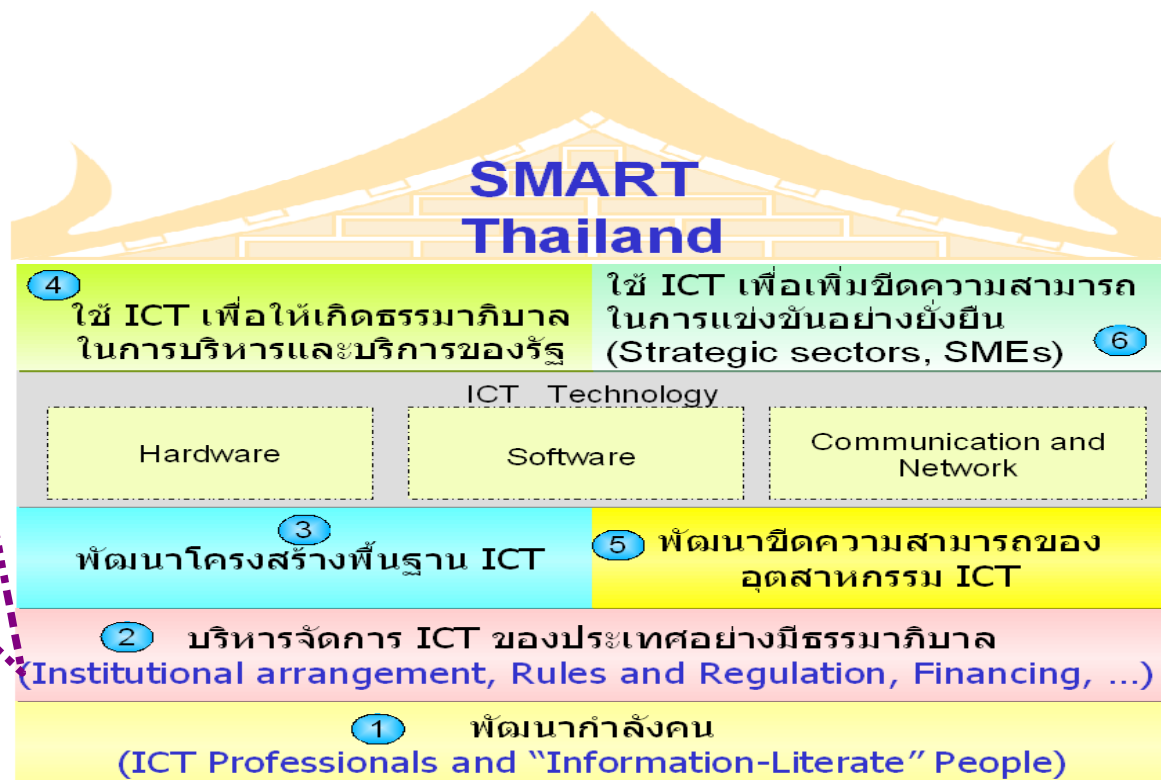 SMART
Thailand
4
ใช้ ICT เพื่อให้เกิดธรรมาภิบาล
ในการบริหารและบริการของรัฐ
ใช้ ICT เพื่อเพิ่มขีดความสามารถ
ในการแข่งขันอย่างยั่งยืน
(Strategic sectors, SMEs)
6
ICT Technology
Hardware
Software
Communication and
Network
3
พัฒนาโครงสร้างพื้นฐาน ICT
5 พัฒนาขีดความสามารถของ
อุตสาหกรรม ICT
2 บริหารจัดการ ICT ของประเทศอย่างมีธรรมาภิบาล
(Institutional arrangement, Rules and Regulation, Financing, ...)
1 พัฒนากำลังคน
(ICT Professionals and “Information-Literate” People)